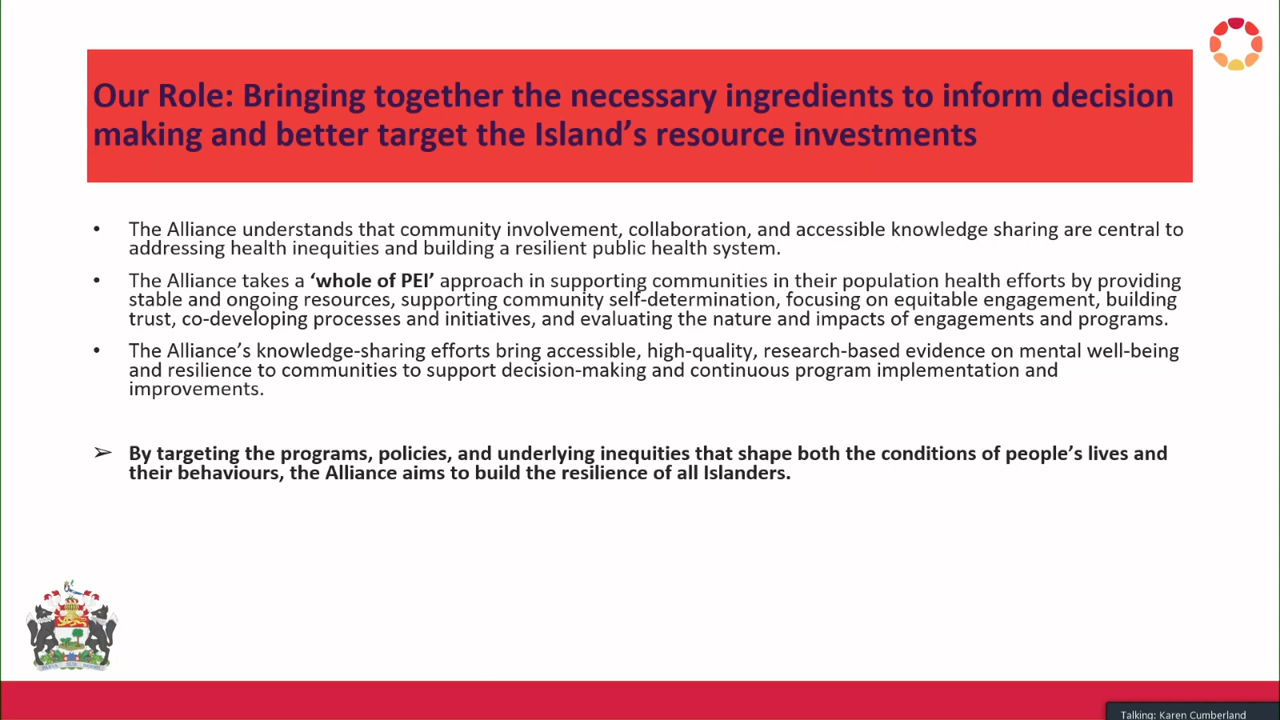 Our Role: Bringing together the necessary ingredients to inform decision
making and better target the Island’s resource investments
• The Alliance understands that community involvement, collaboration, and accessible knowledge sharing are central to
addressing health inequities and building a resilient public health system.
• The Alliance takes a ‘whole of PEI’ approach in supporting communities in their population health efforts by providing
stable and ongoing resources, supporting community self-determination, focusing on equitable engagement, building
trust, co-developing processes and initiatives, and evaluating the nature and impacts of engagements and programs.
• The Alliance’s knowledge-sharing efforts bring accessible, high-quality, research-based evidence on mental well-being
and resilience to communities to support decision-making and continuous program implementation and
improvements.
➢ By targeting the programs, policies, and underlying inequities that shape both the conditions of people’s lives and
their behaviours, the Alliance aims to build the resilience of all Islanders.
Talking: Karen Cumberland